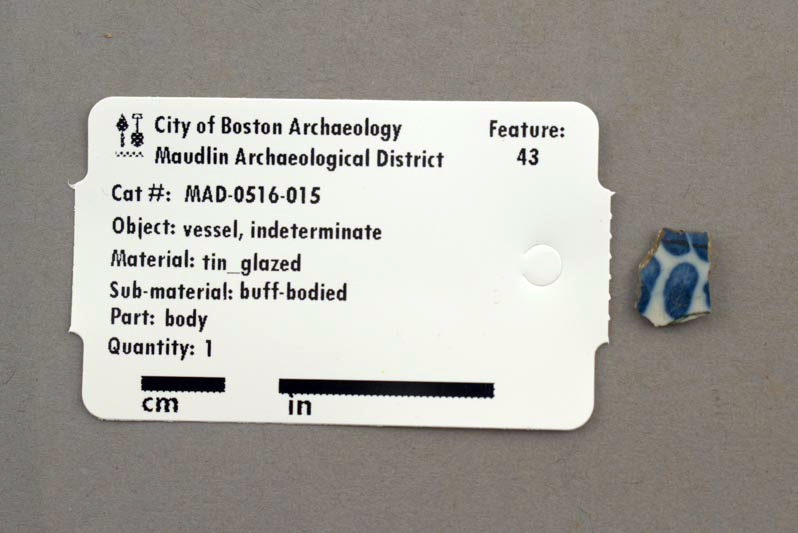 City of Boston Archaeology
Maudlin Archaeological District
Feature:
43
Cat #: MAD-0516-015
Object: vessel, indeterminate
Material: tin_glazed
Sub-material: buff-bodied
Part: body
Quantity: 1
cm
in